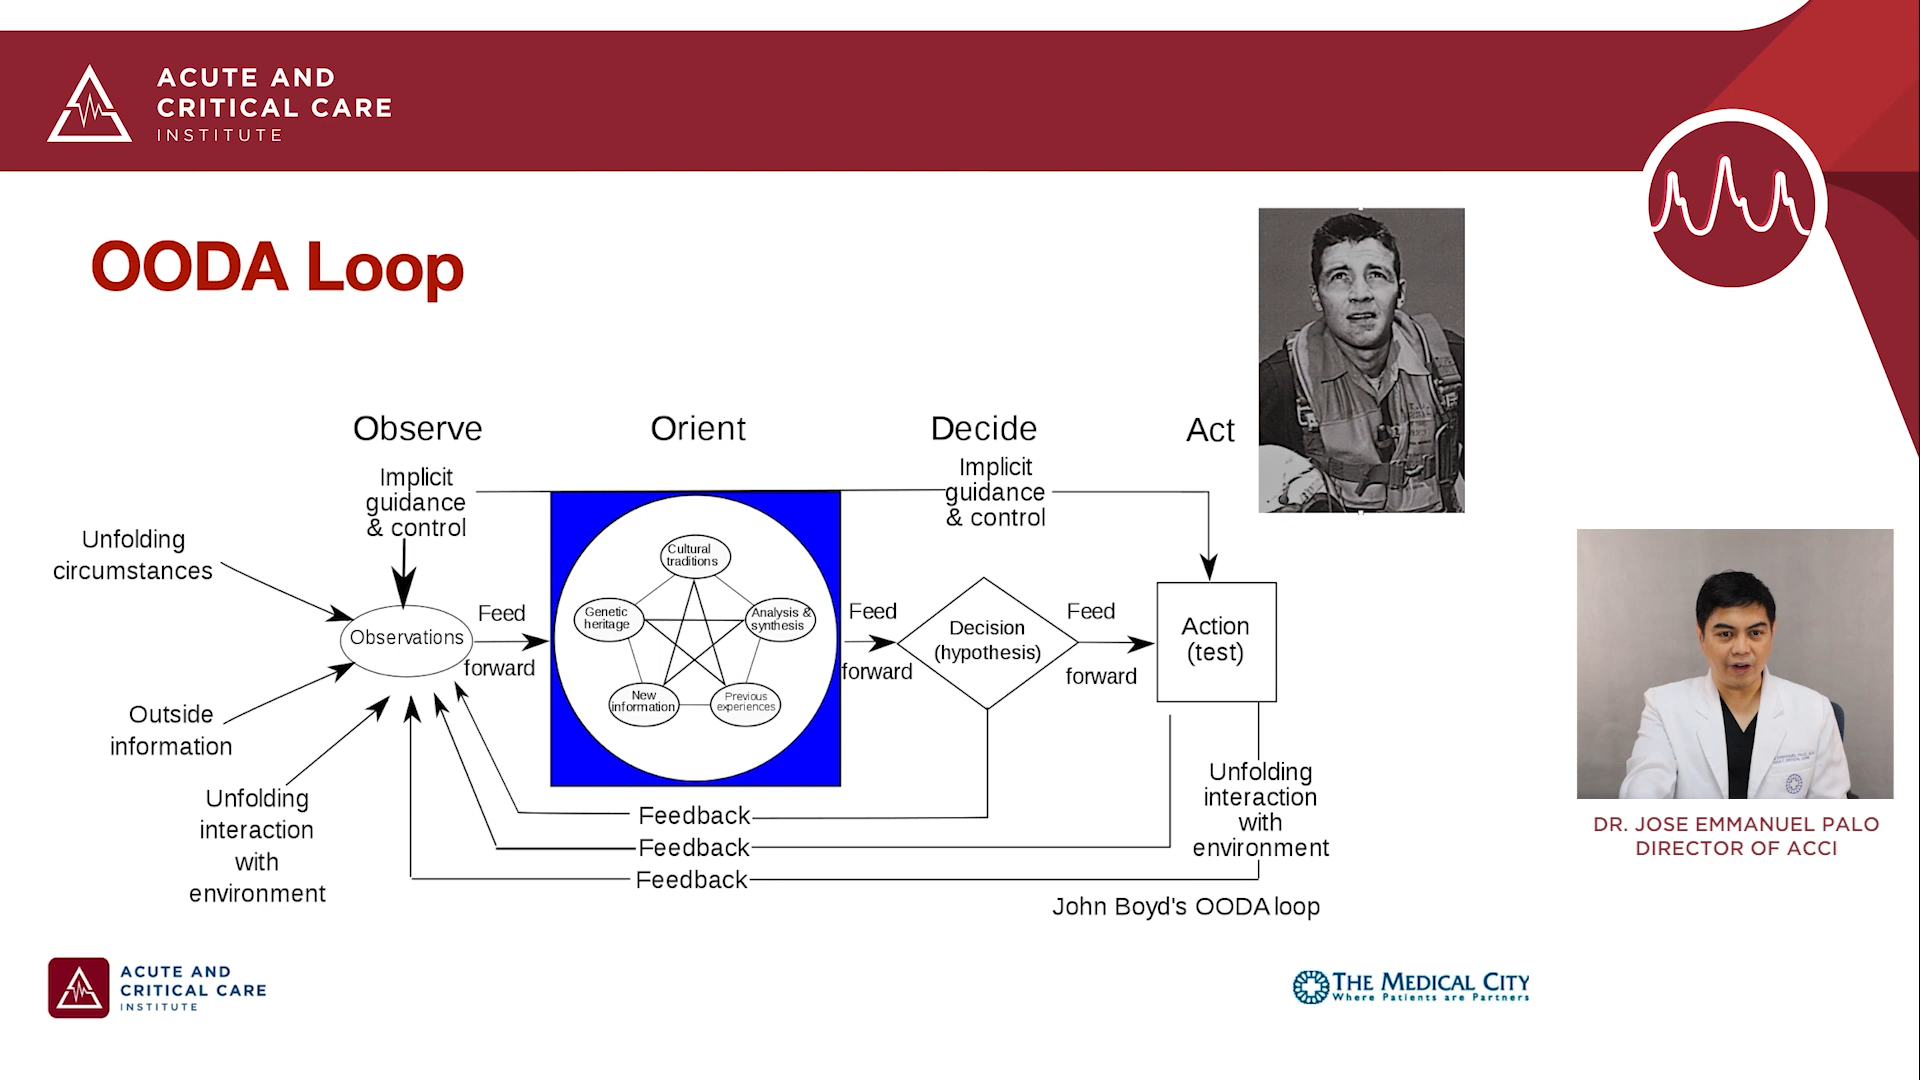 ACUTE AND
CRITICAL CARE
INSTITUTE
OODA Loop
Observe
Orient
Decide
Act
Implicit
guidance
& control
Implicit
guidance
& control
Unfolding
circumstances
Observations
Outside
information
Unfolding
interaction
with
environment
Feed
forward
Cultural
traditions
Genetic
heritage
Analysis &
synthesis
New
information
Previous
experiences
Feed
forward
Decision
(hypothesis)
Feed
forward
Action
(test)
Unfolding
interaction
with
environment
Feedback
Feedback
Feedback
John Boyd's OODA loop
DR. JOSE EMMANUEL PALO
DIRECTOR OF ACCI
ACUTE AND
CRITICAL CARE
INSTITUTE
THE MEDICAL CITY
Where Patients are Partners